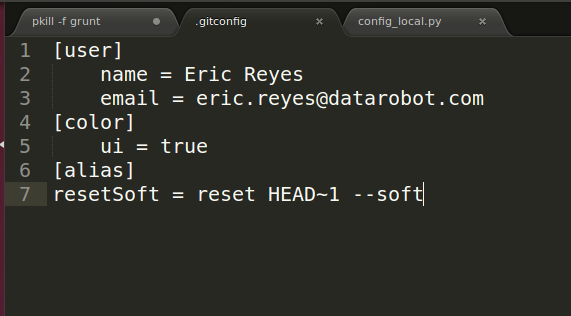 pkill -f grunt .gitconfig config_local.py
1 [user]
2     name = Eric Reyes
3     email = eric.reyes@datarobot.com
4 [color]
5     ui = true
6 [alias]
7 resetSoft = reset HEAD~1 --soft